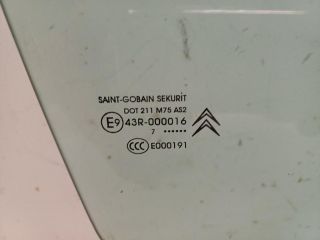 SAINT-GOBAIN SEKURIT
DOT 211 M75 AS2
E9 43R-000016
7 ••••••
CCC E000191